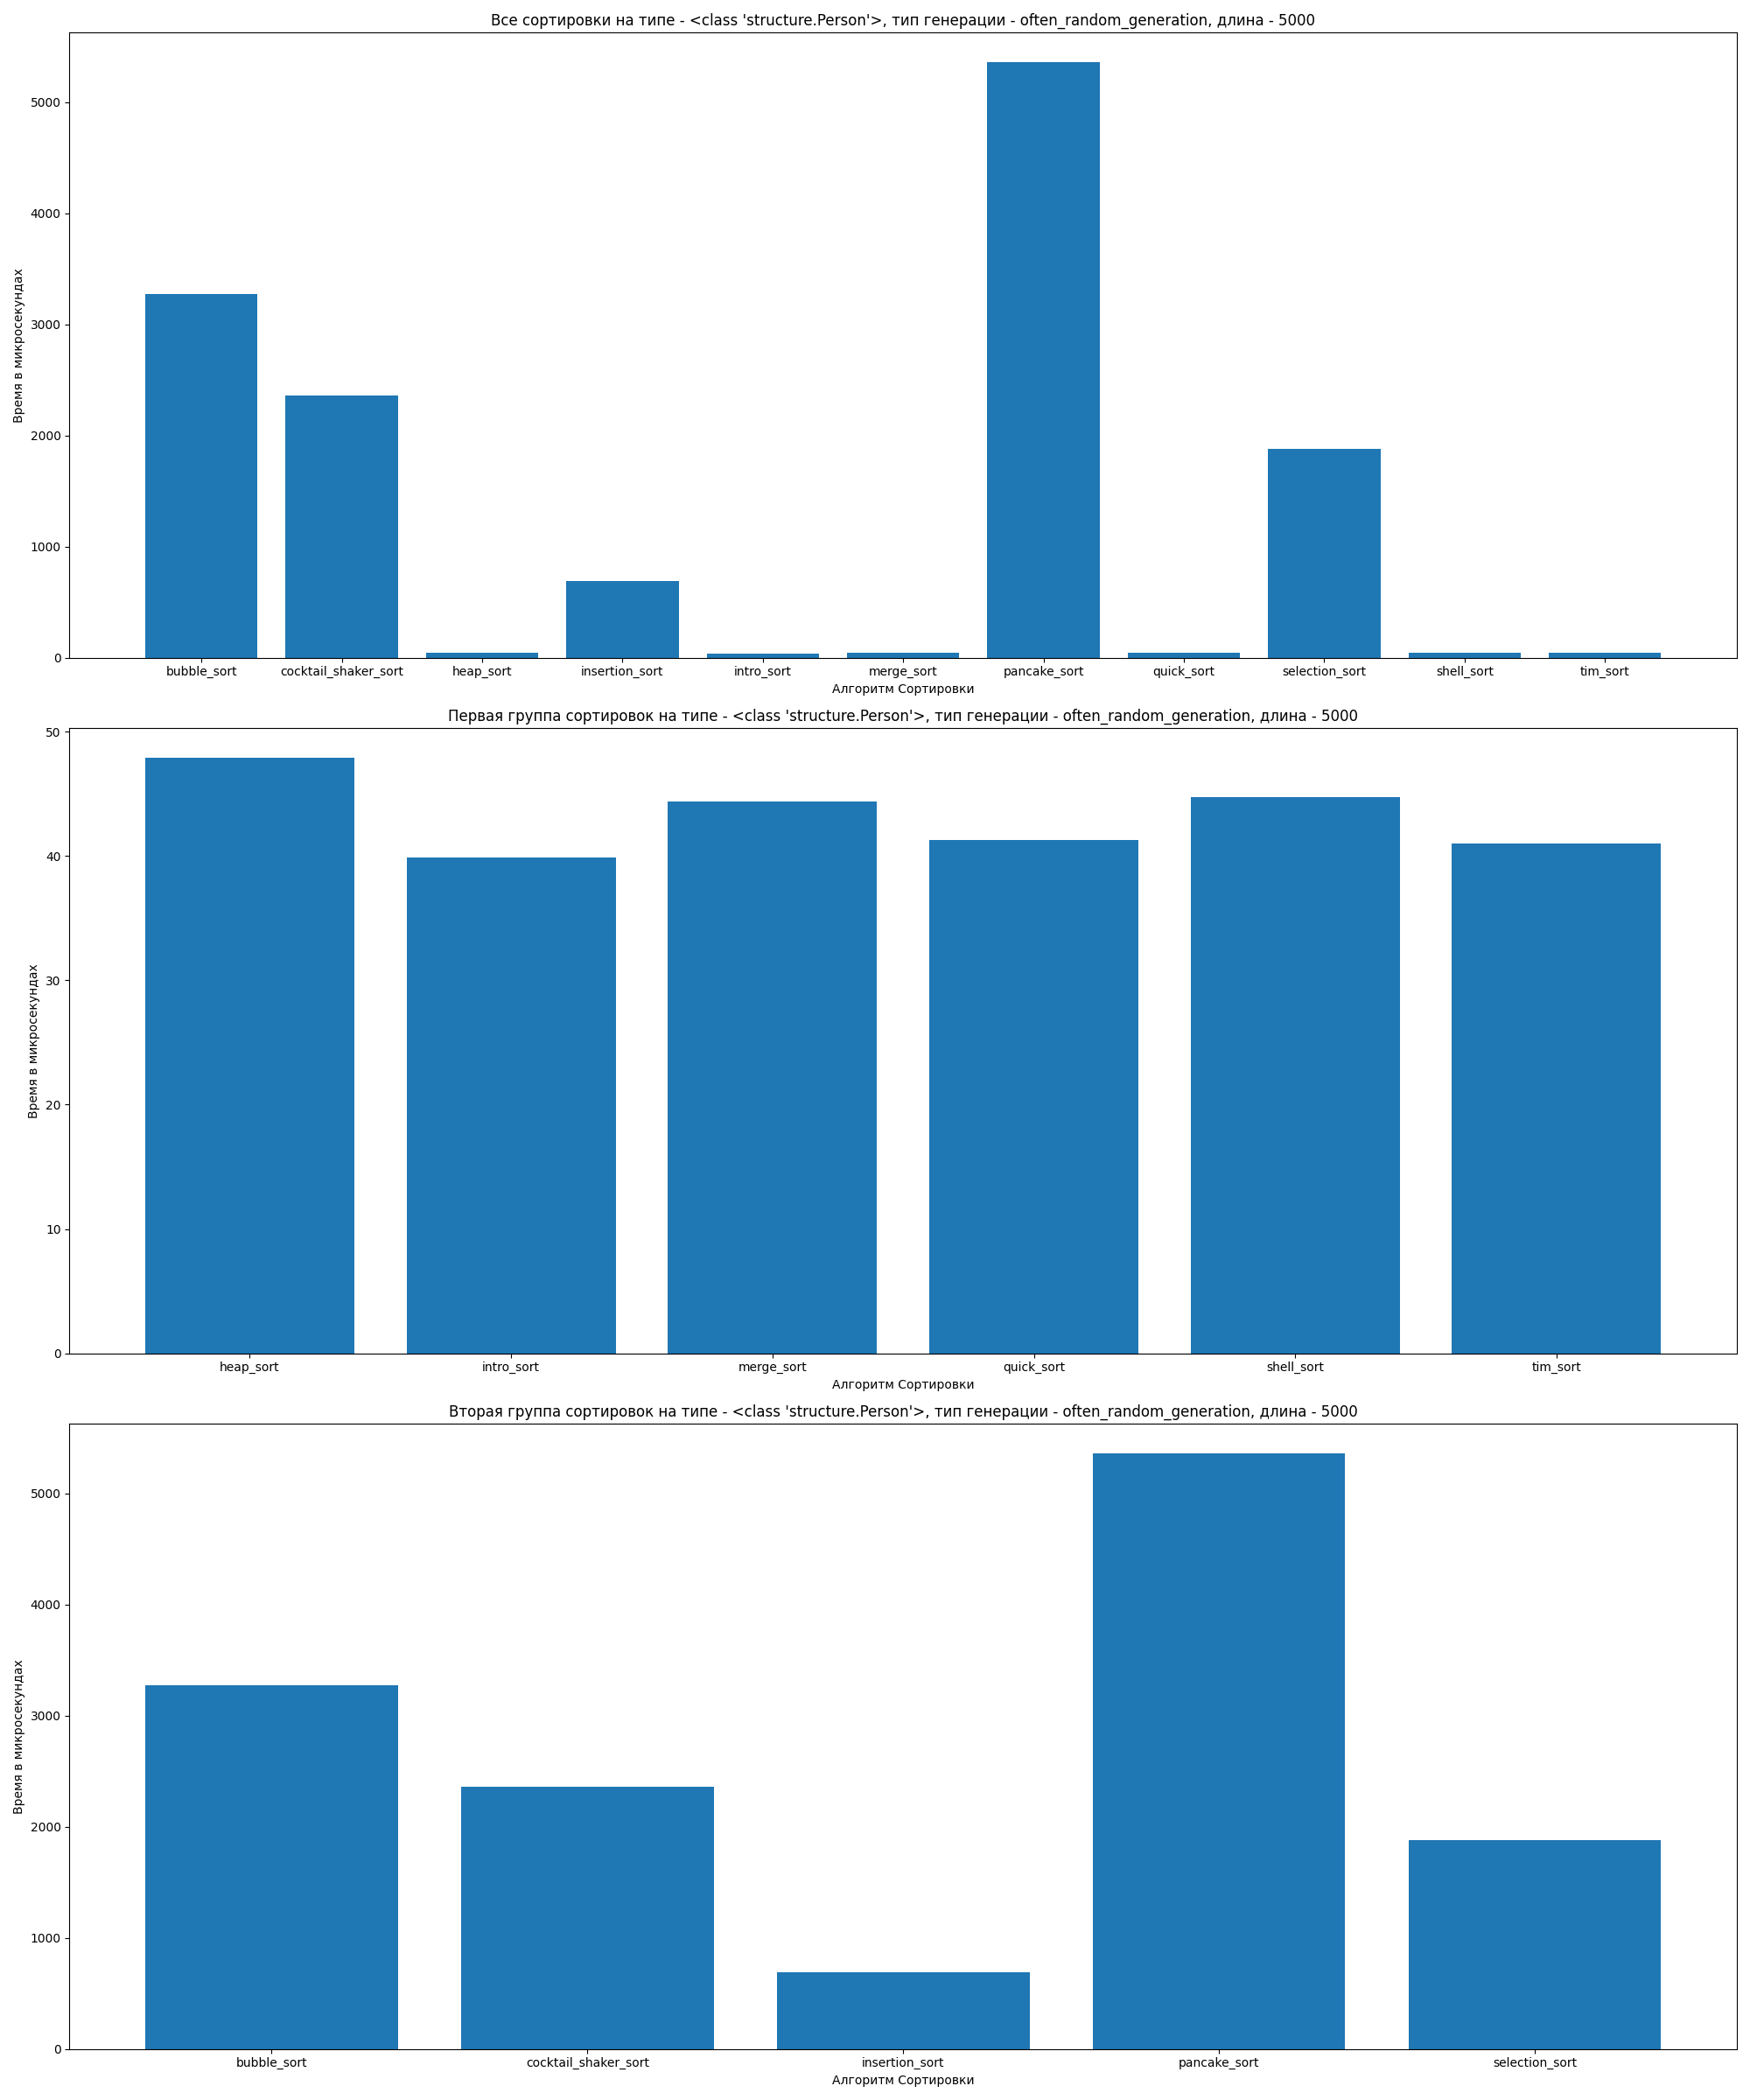 Все сортировки на типе - <class 'structure.Person'>, тип генерации - often_random_generation, длина - 5000
Время в микросекундах
5000
4000
3000
2000
1000
0
bubble_sort cocktail_shaker_sort heap_sort insertion_sort intro_sort merge_sort pancake_sort quick_sort selection_sort shell_sort tim_sort
Алгоритм Сортировки
Первая группа сортировок на типе - <class 'structure.Person'>, тип генерации - often_random_generation, длина - 5000
Время в микросекундах
50
40
30
20
10
0
heap_sort intro_sort merge_sort quick_sort shell_sort tim_sort
Алгоритм Сортировки
Вторая группа сортировок на типе - <class 'structure.Person'>, тип генерации - often_random_generation, длина - 5000
Время в микросекундах
5000
4000
3000
2000
1000
0
bubble_sort cocktail_shaker_sort insertion_sort pancake_sort selection_sort
Алгоритм Сортировки